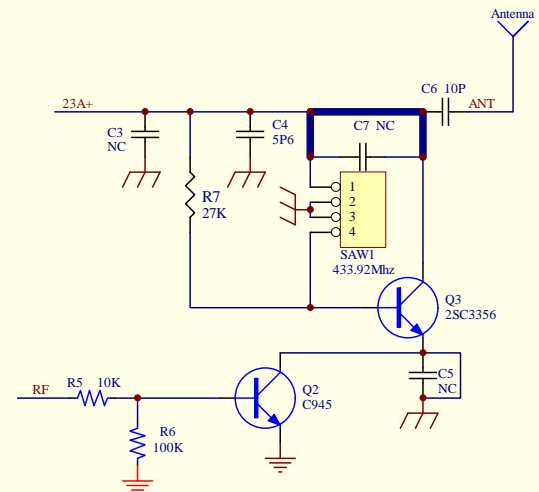 Antenna
C6 10P
23A+
ANT
C3
NC
C4
5P6
C7 NC
R7
27K
1
2
3
4
SAW1
433.92Mhz
Q3
2SC3356
R5 10K
RF
Q2
C945
C5
NC
R6
100K